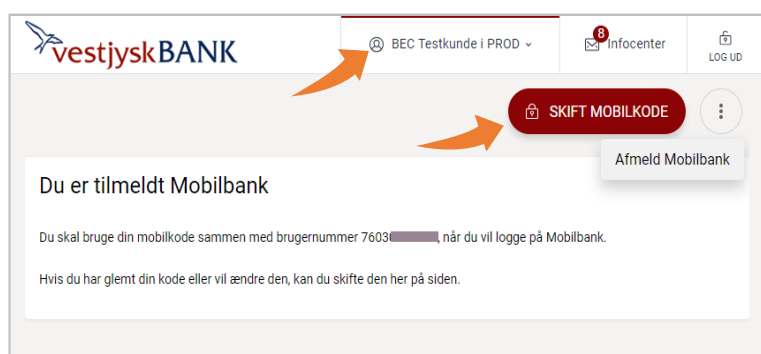 vestjyskBANK
BEC Testkunde i PROD
8
Infocenter
LOG UD
SKIFT MOBILKODE
Afmeld Mobilbank
Du er tilmeldt Mobilbank
Du skal bruge din mobilkode sammen med brugernummer 7603, når du vil logge på Mobilbank.
Hvis du har glemt din kode eller vil ændre den, kan du skifte den her på siden.